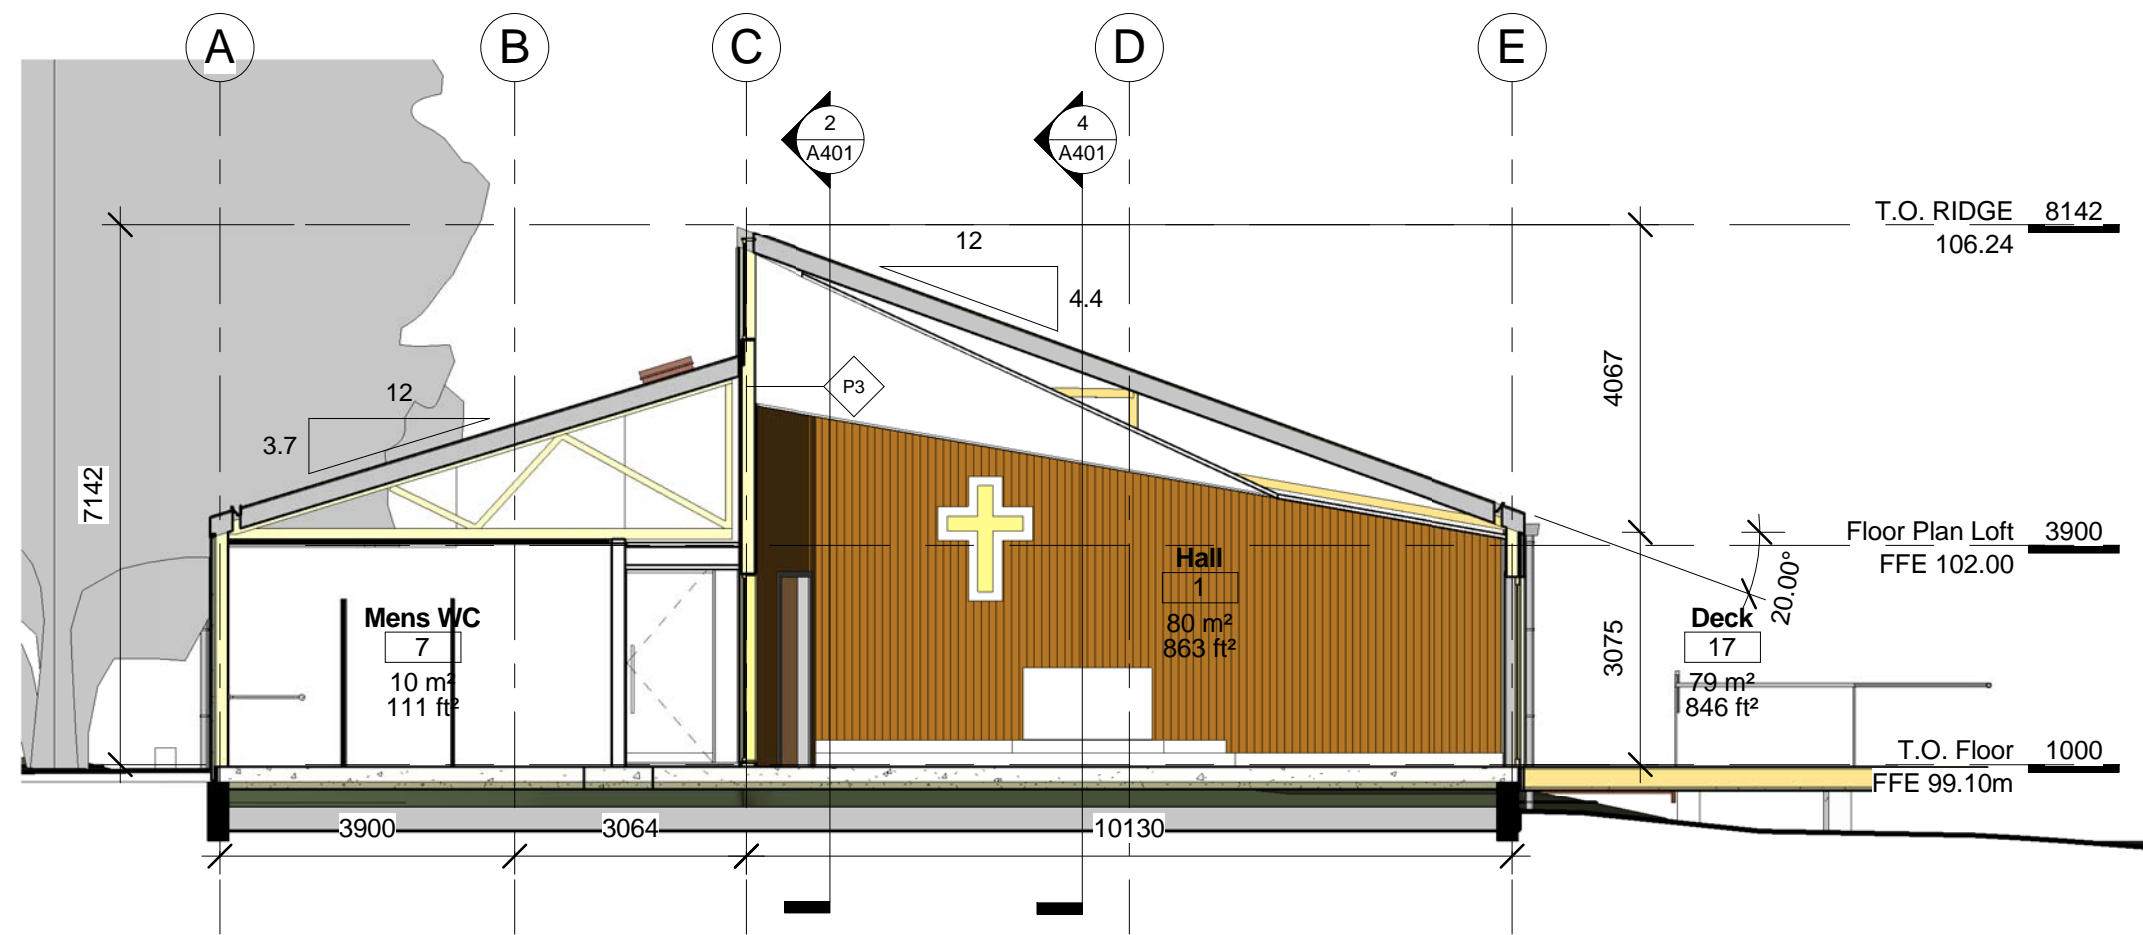 A
B
C
D
E
2
A401
4
A401
T.O. RIDGE 8142
106.24
12
4.4
4067
P3
12
3.7
7142
Floor Plan Loft 3900
FFE 102.00
20.00°
Hall
1
80 m²
863 ft²
Mens WC
7
10 m²
111 ft²
Deck
17
79 m²
846 ft²
3075
T.O. Floor 1000
FFE 99.10m
3900
3064
10130